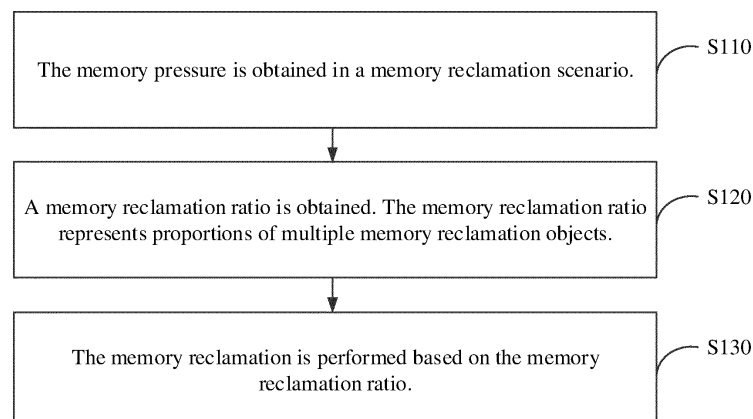 The memory pressure is obtained in a memory reclamation scenario.
S110
A memory reclamation ratio is obtained. The memory reclamation ratio
represents proportions of multiple memory reclamation objects.
S120
The memory reclamation is performed based on the memory
reclamation ratio.
S130